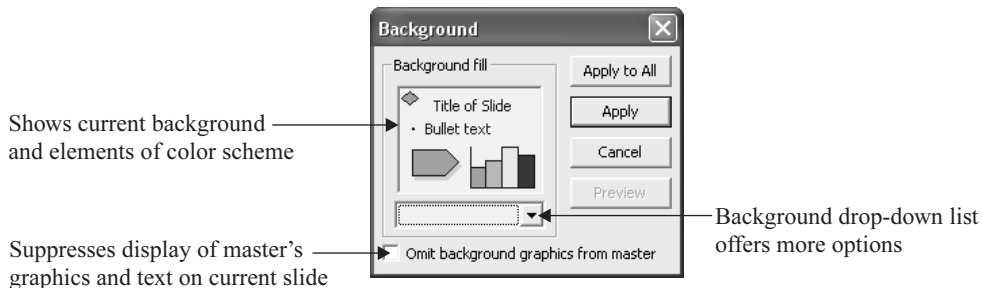 Background
Background fill
Title of Slide
• Bullet text
Apply to All
Apply
Cancel
Preview
Omit background graphics from master
Shows current background
and elements of color scheme
Background drop-down list
offers more options
Suppresses display of master’s
graphics and text on current slide